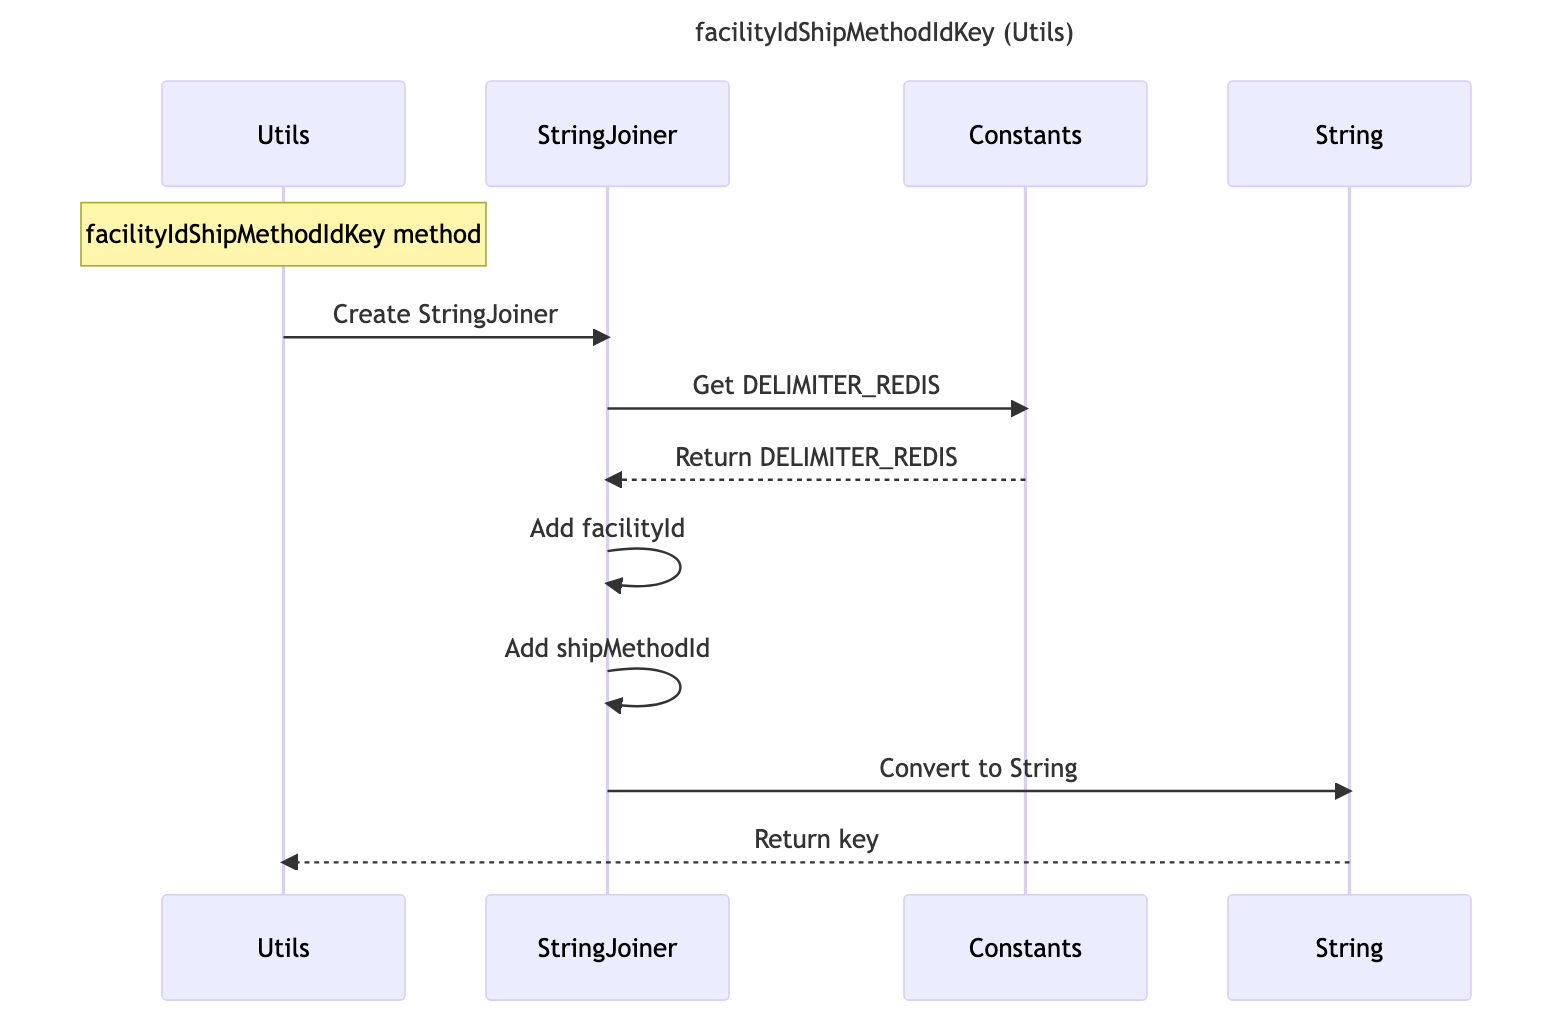 facilityIdShipMethodIdKey (Utils)
Utils
StringJoiner
Constants
String
facilityIdShipMethodIdKey method
Create StringJoiner
Get DELIMITER_REDIS
Return DELIMITER_REDIS
Add facilityId
Add shipMethodId
Convert to String
Return key
Utils
StringJoiner
Constants
String